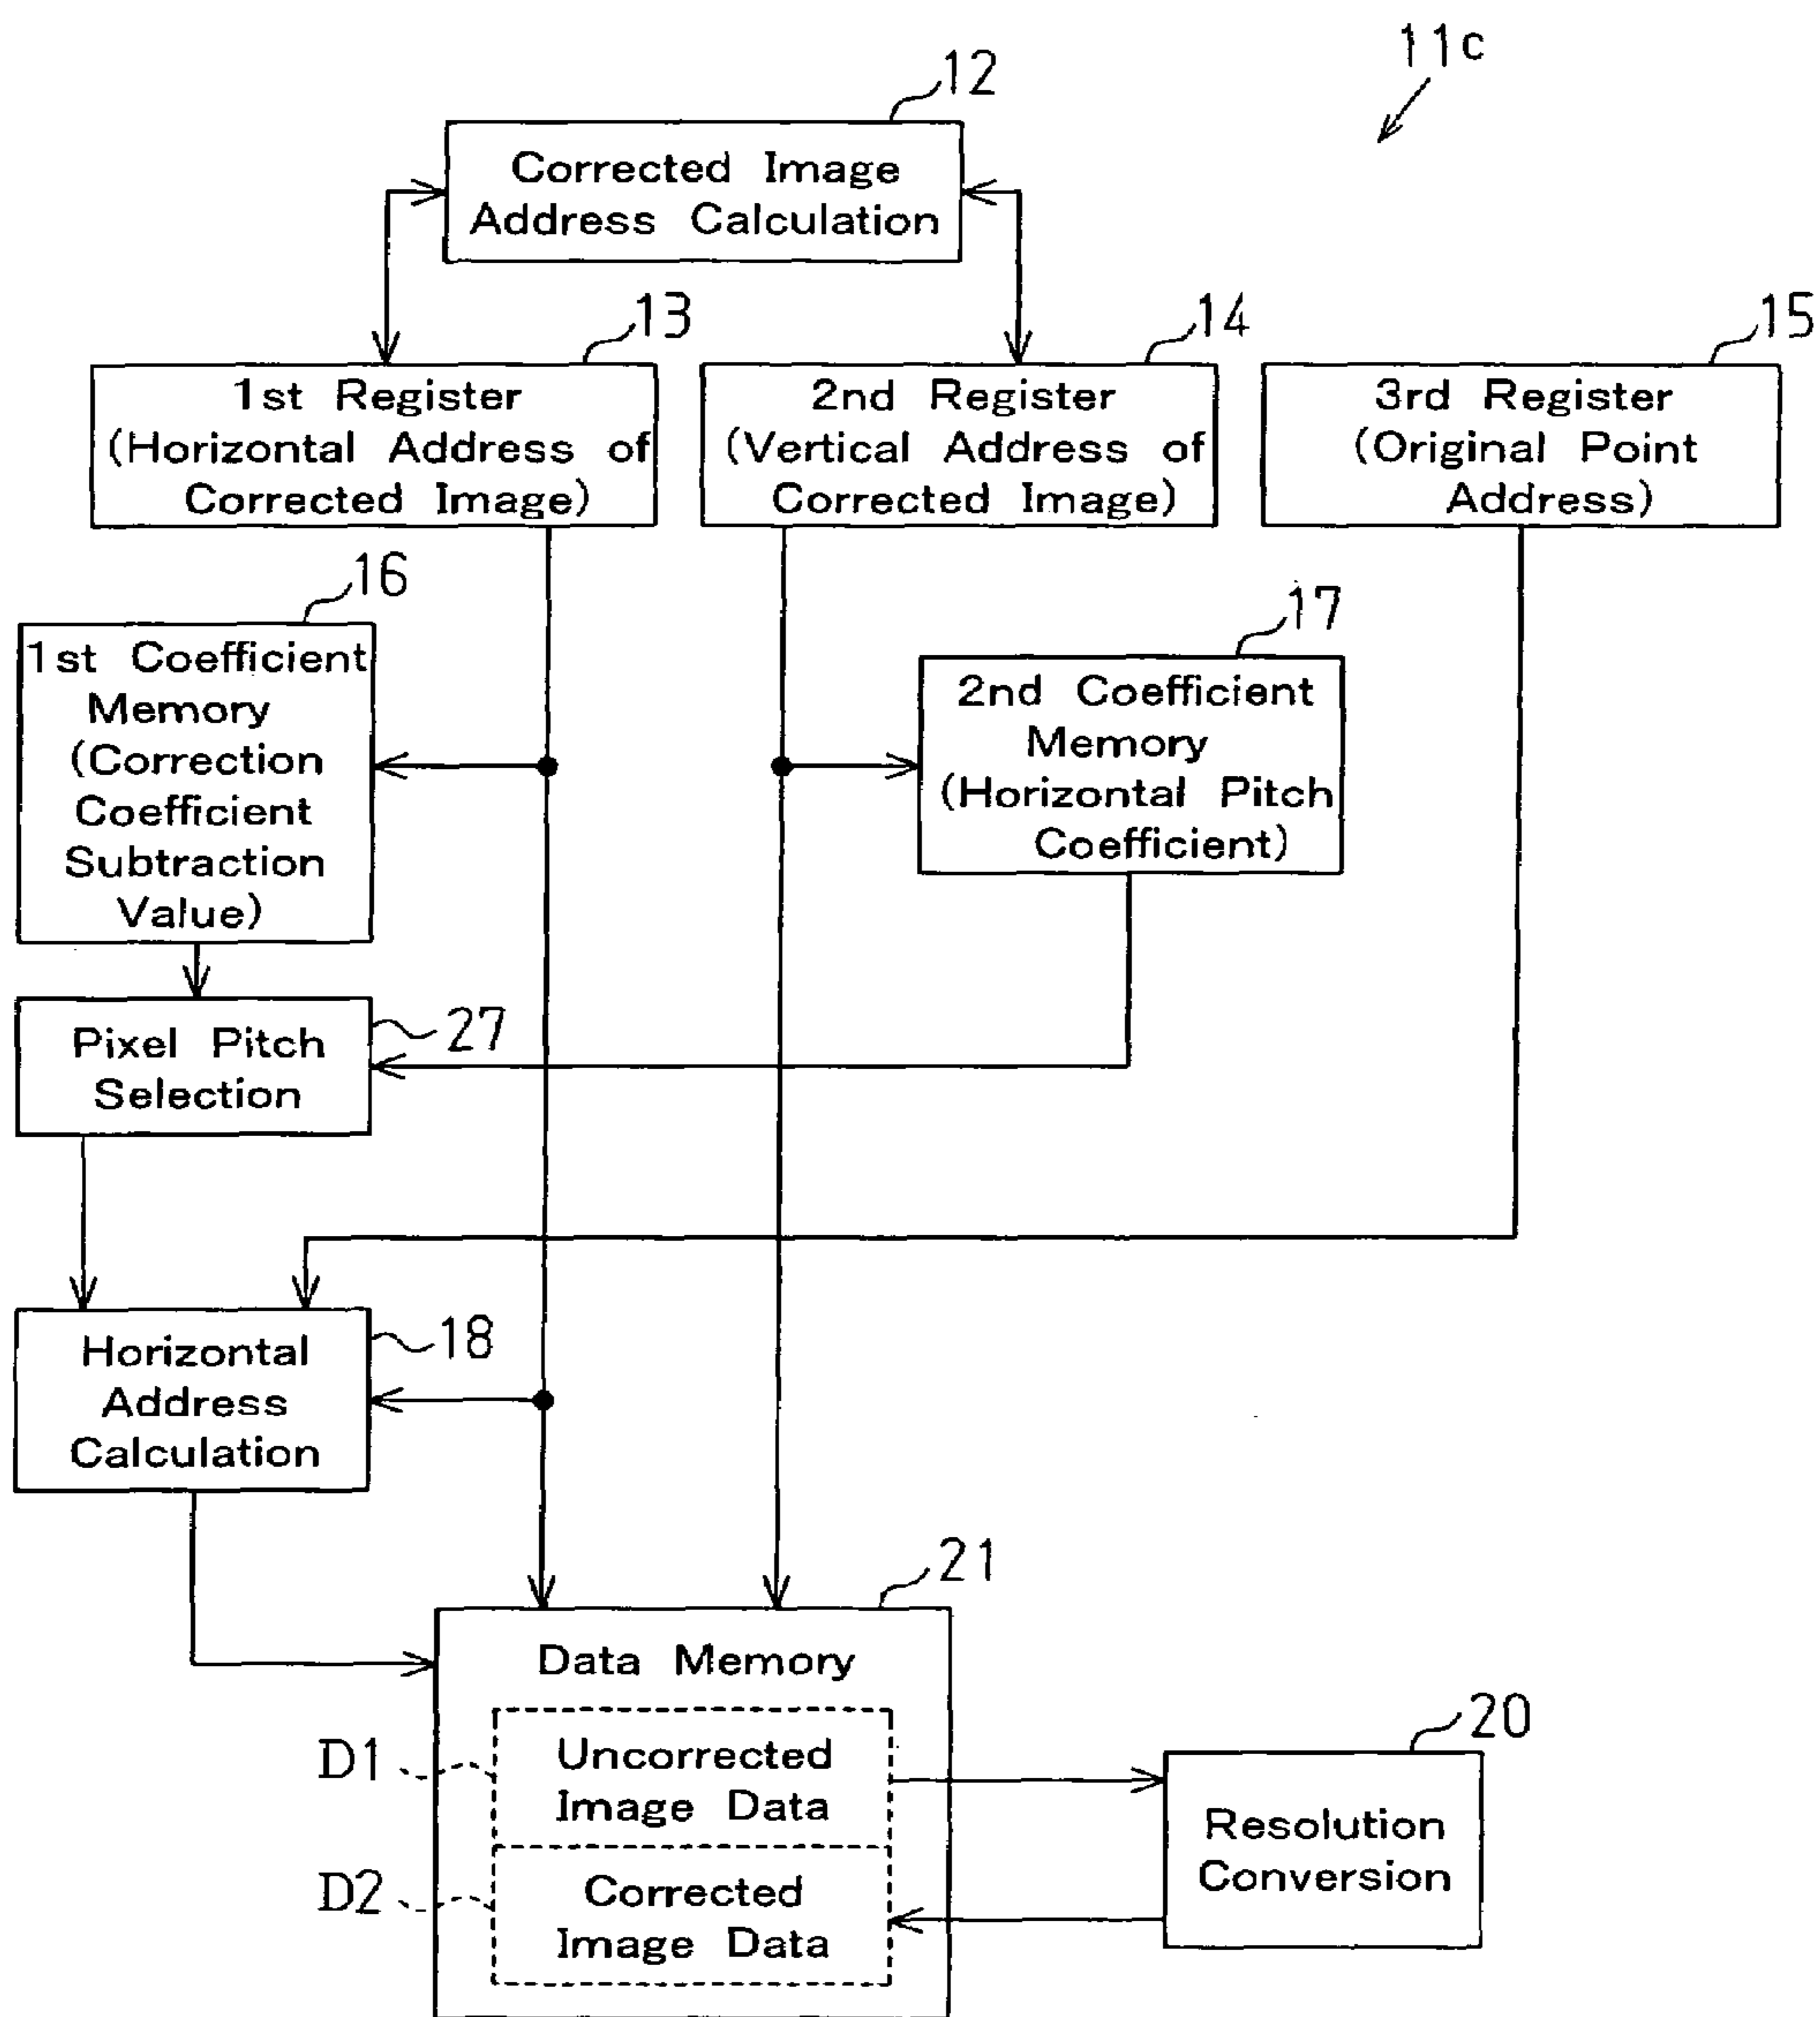 11c
12
Corrected Image
Address Calculation
13
14
15
1st Register
(Horizontal Address of
Corrected Image)
2nd Register
(Vertical Address of
Corrected Image)
3rd Register
(Original Point
Address)
16
1st Coefficient
Memory
(Correction
Coefficient
Subtraction
Value)
17
2nd Coefficient
Memory
(Horizontal Pitch
Coefficient)
27
Pixel Pitch
Selection
18
Horizontal
Address
Calculation
21
Data Memory
D1
Uncorrected
Image Data
D2
Corrected
Image Data
20
Resolution
Conversion